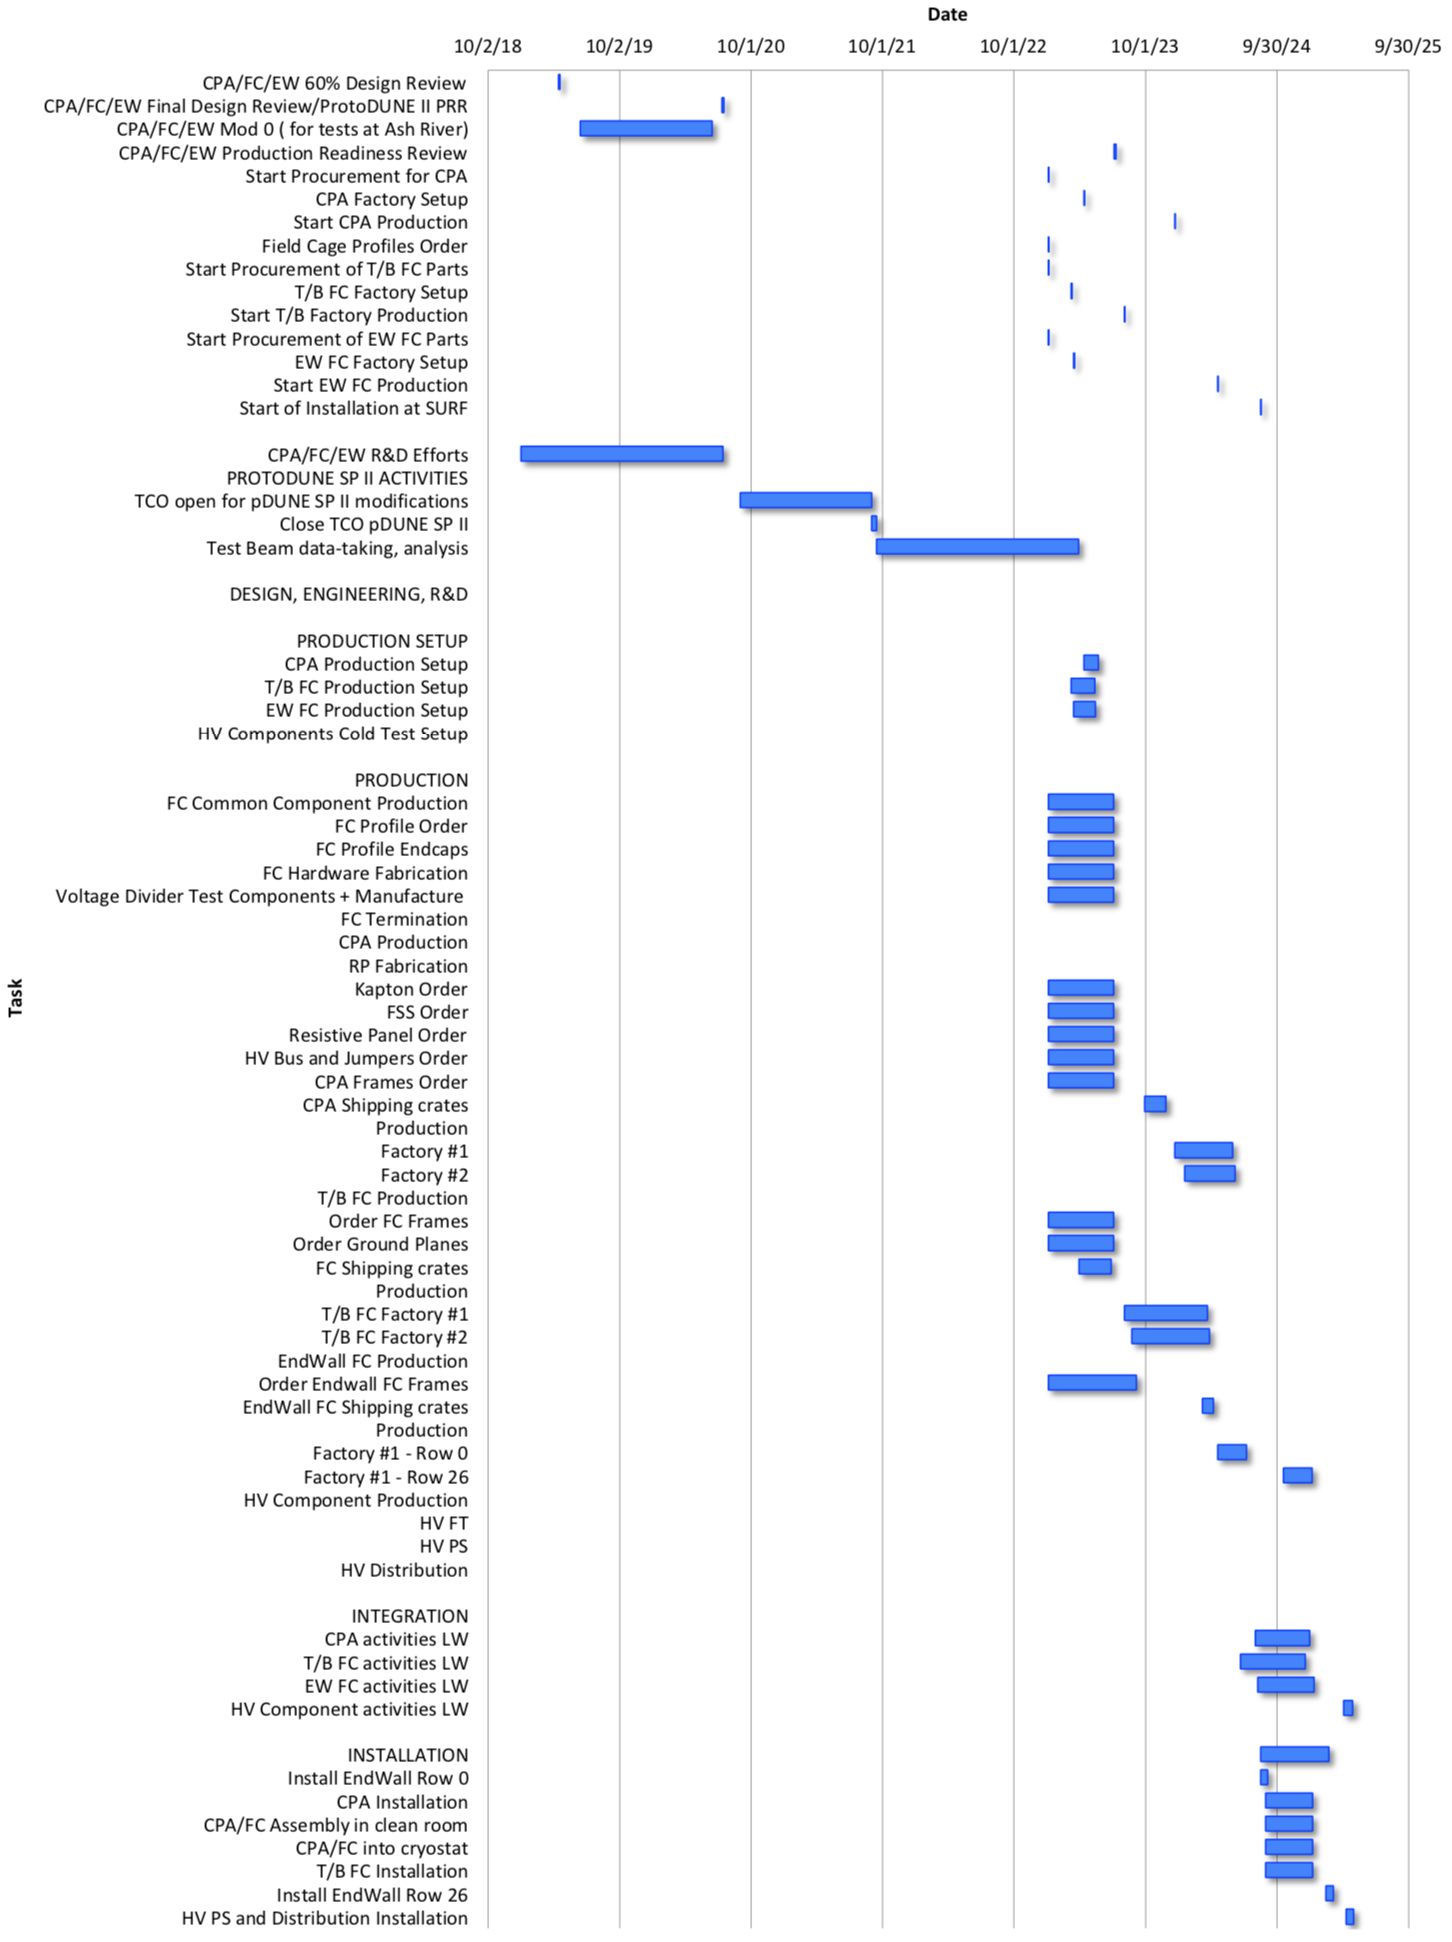 Date
10/2/18 10/2/19 10/1/20 10/1/21 10/1/22 10/1/23 9/30/24 9/30/25
CPA/FC/EW 60% Design Review
CPA/FC/EW Final Design Review/ProtoDUNE II PRR
CPA/FC/EW Mod 0 ( for tests at Ash River)
CPA/FC/EW Production Readiness Review
Start Procurement for CPA
CPA Factory Setup
Start CPA Production
Field Cage Profiles Order
Start Procurement of T/B FC Parts
T/B FC Factory Setup
Start T/B Factory Production
Start Procurement of EW FC Parts
EW FC Factory Setup
Start EW FC Production
Start of Installation at SURF
CPA/FC/EW R&D Efforts
PROTODUNE SP II ACTIVITIES
TCO open for pDUNE SP II modifications
Close TCO pDUNE SP II
Test Beam data-taking, analysis
DESIGN, ENGINEERING, R&D
PRODUCTION SETUP
CPA Production Setup
T/B FC Production Setup
EW FC Production Setup
HV Components Cold Test Setup
PRODUCTION
FC Common Component Production
FC Profile Order
FC Profile Endcaps
FC Hardware Fabrication
Voltage Divider Test Components + Manufacture
FC Termination
CPA Production
RP Fabrication
Kapton Order
Task
FSS Order
Resistive Panel Order
HV Bus and Jumpers Order
CPA Frames Order
CPA Shipping crates
Production
Factory #1
Factory #2
T/B FC Production
Order FC Frames
Order Ground Planes
FC Shipping crates
Production
T/B FC Factory #1
T/B FC Factory #2
EndWall FC Production
Order Endwall FC Frames
EndWall FC Shipping crates
Production
Factory #1 - Row 0
Factory #1 - Row 26
HV Component Production
HV FT
HV PS
HV Distribution
INTEGRATION
CPA activities LW
T/B FC activities LW
EW FC activities LW
HV Component activities LW
INSTALLATION
Install EndWall Row 0
CPA Installation
CPA/FC Assembly in clean room
CPA/FC into cryostat
T/B FC Installation
Install EndWall Row 26
HV PS and Distribution Installation